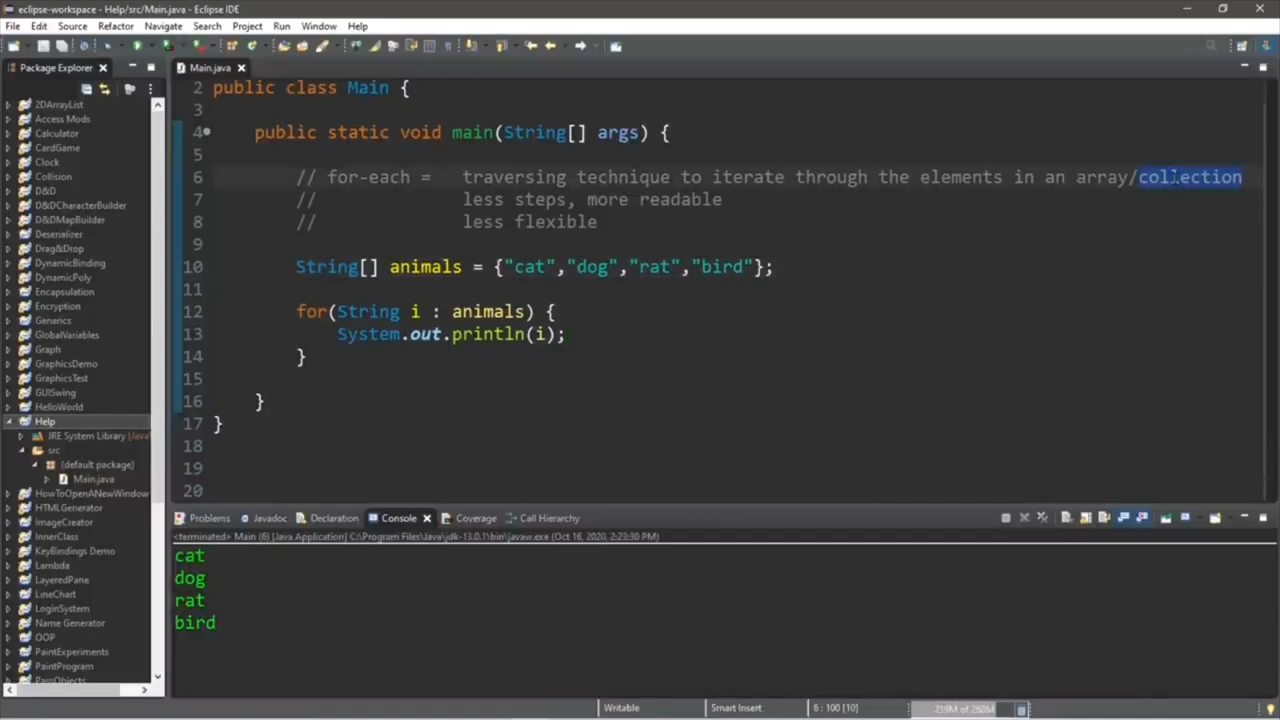 eclipse-workspace - Help/src/Main.java - Eclipse IDE
File Edit Source Refactor Navigate Search Project Run Window Help
Package Explorer
2DArrayList
Access Mods
Calculator
CardGame
Clock
Collision
D&D
D&DCharacterBuilder
D&DMapBuilder
Deserializer
Drag&Drop
DynamicBinding
DynamicPoly
Encapsulation
Encryption
Generics
GlobalVariables
Graph
GraphicsDemo
GraphicsTest
GUISwing
HelloWorld
Help
JRE System Library [Java
src
(default package)
Main.java
HowToOpenANewWindow
HTMLGenerator
ImageCreator
InnerClass
KeyBindings Demo
Lambda
LayeredPane
LineChart
LoginSystem
Name Generator
OOP
PaintExperiments
PaintProgram
PassObjects
Main.java
2 public class Main {
3
4 public static void main(String[] args) {
5
6 // for-each = traversing technique to iterate through the elements in an array/collection
7 // less steps, more readable
8 // less flexible
9
10 String[] animals = {"cat","dog","rat","bird"};
11
12 for(String i : animals) {
13 System.out.println(i);
14 }
15
16 }
17 }
18
19
20
Problems Javadoc Declaration Console Coverage Call Hierarchy
<terminated> Main (6) [Java Application] C:\Program Files\Java\jdk-13.0.1\bin\javaw.exe (Oct 16, 2020, 2:23:30 PM)
cat
dog
rat
bird
Writable Smart Insert 6 : 100 [10]